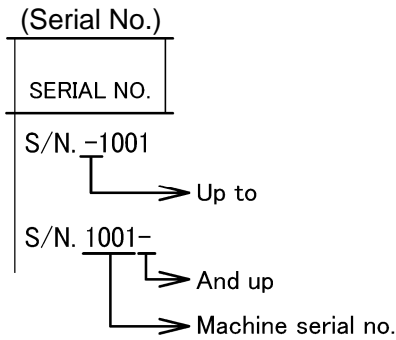 (Serial No.)
SERIAL NO.
S/N. -1001
Up to
S/N. 1001-
And up
Machine serial no.